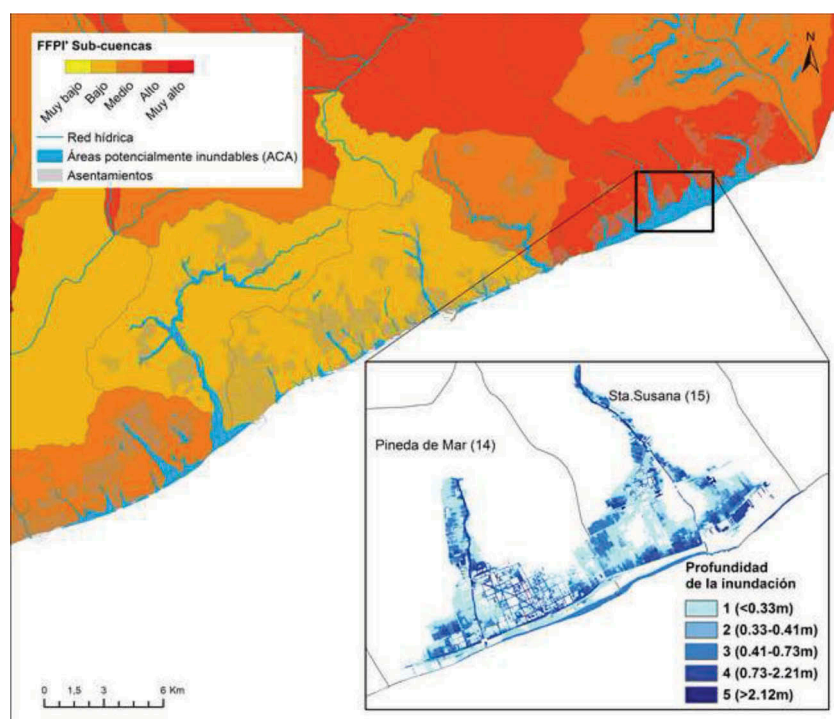 FFPI' Sub-cuencas
Muy bajo
Bajo
Medio
Alto
Muy alto
Red hídrica
Áreas potencialmente inundables (ACA)
Asentamientos
N
Sta.Susana (15)
Pineda de Mar (14)
Profundidad
de la inundación
1 (<0.33m)
2 (0.33-0.41m)
3 (0.41-0.73m)
4 (0.73-2.21m)
5 (>2.12m)
0 1,5 3 6 Km